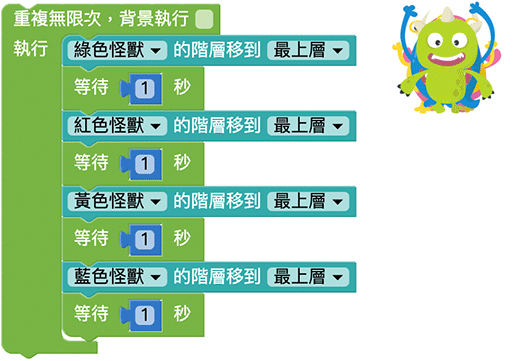 重複無限次，背景執行
執行 綠色怪獸 的階層移到 最上層
等待 1 秒
紅色怪獸 的階層移到 最上層
等待 1 秒
黃色怪獸 的階層移到 最上層
等待 1 秒
藍色怪獸 的階層移到 最上層
等待 1 秒